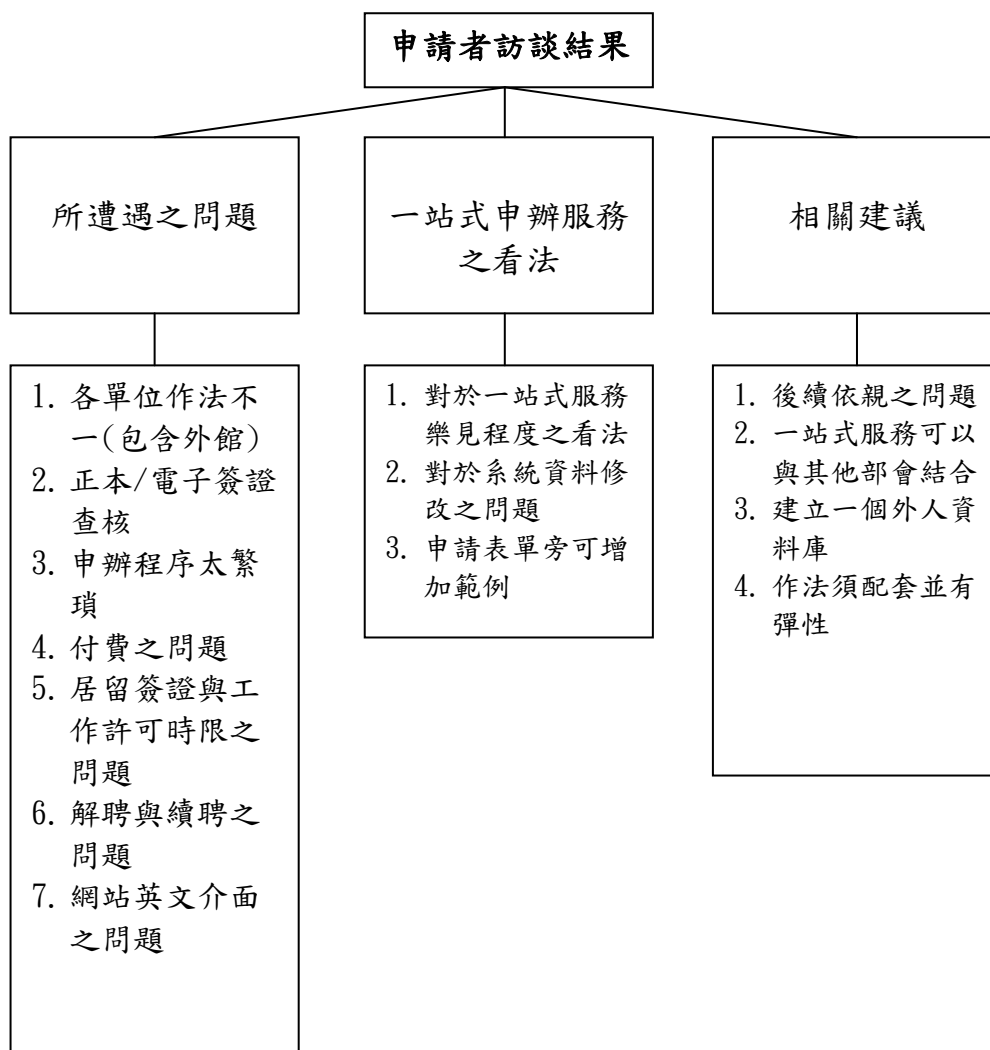 申請者訪談結果
所遭遇之問題
一站式申辦服務
之看法
相關建議
1. 各單位作法不
一(包含外館)
2. 正本/電子簽證
查核
3. 申辦程序太繁
瑣
4. 付費之問題
5. 居留簽證與工
作許可時限之
問題
6. 解聘與續聘之
問題
7. 網站英文介面
之問題
1. 對於一站式服務
樂見程度之看法
2. 對於系統資料修
改之問題
3. 申請表單旁可增
加範例
1. 後續依親之問題
2. 一站式服務可以
與其他部會結合
3. 建立一個外人資
料庫
4. 作法須配套並有
彈性